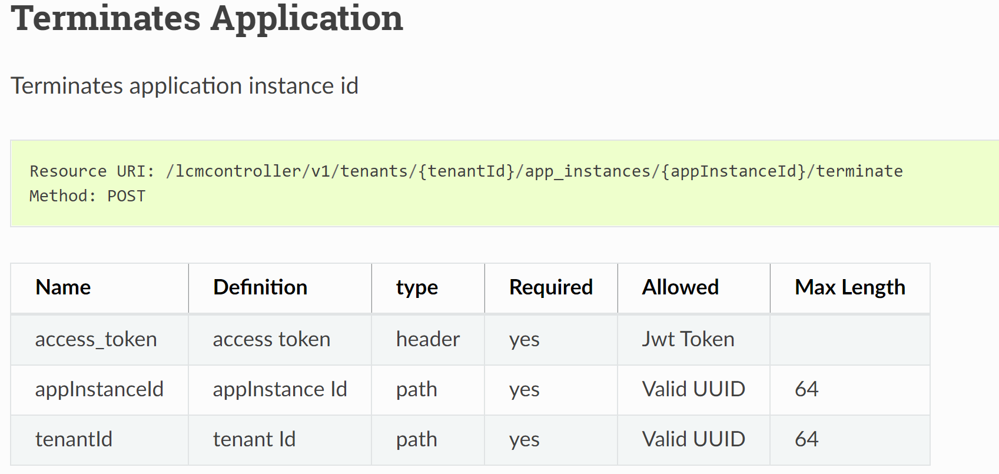 Terminates Application
Terminates application instance id
Resource URI: /lcmcontroller/v1/tenants/{tenantId}/app_instances/{appInstanceId}/terminate
Method: POST
Name Definition type Required Allowed Max Length
access_token access token header yes Jwt Token
appInstanceId appInstance Id path yes Valid UUID 64
tenantId tenant Id path yes Valid UUID 64